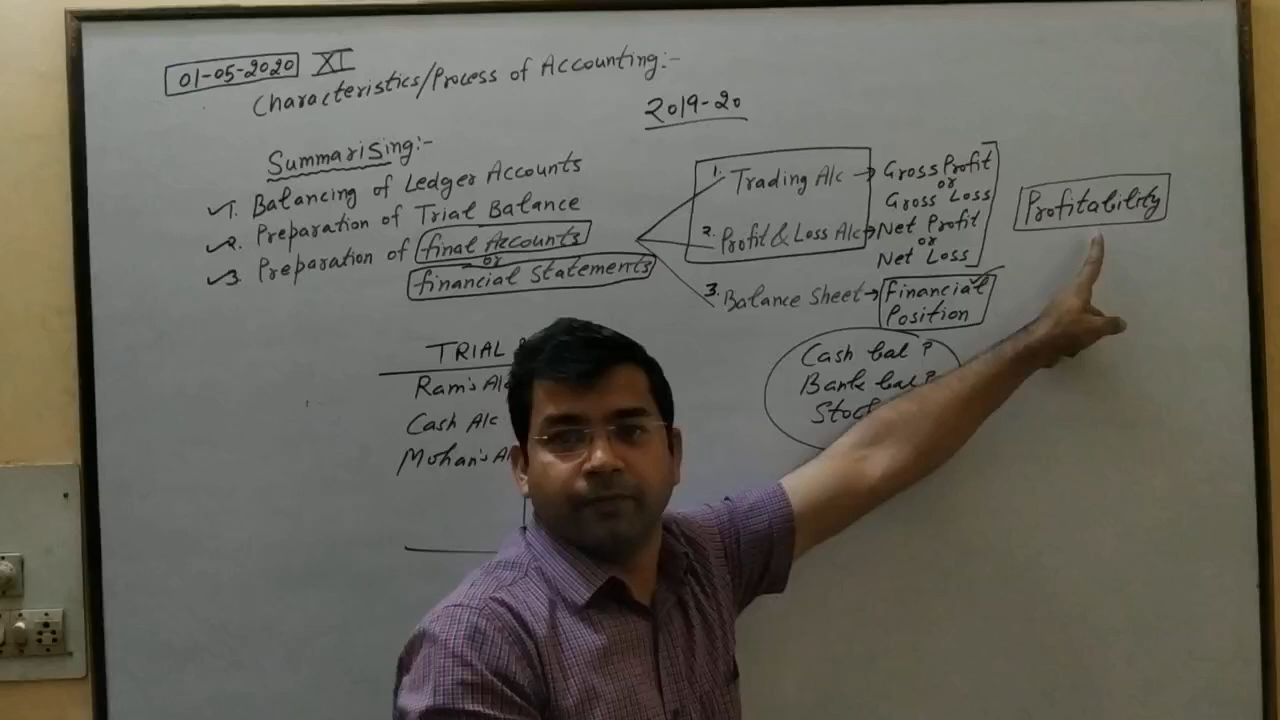 01-05-2020 XI
Characteristics/Process of Accounting:-
2019-20
Summarising:-
1. Balancing of Ledger Accounts
2. Preparation of Trial Balance
3. Preparation of final Accounts
or
financial Statements
1. Trading A/c → Gross Profit
or
Gross Loss
2. Profit & Loss A/c → Net Profit
or
Net Loss
Profitability
3. Balance Sheet → Financial
Position
Cash bal ?
Bank bal ?
TRIAL
Ram's A/c
Cash A/c
Mohan's